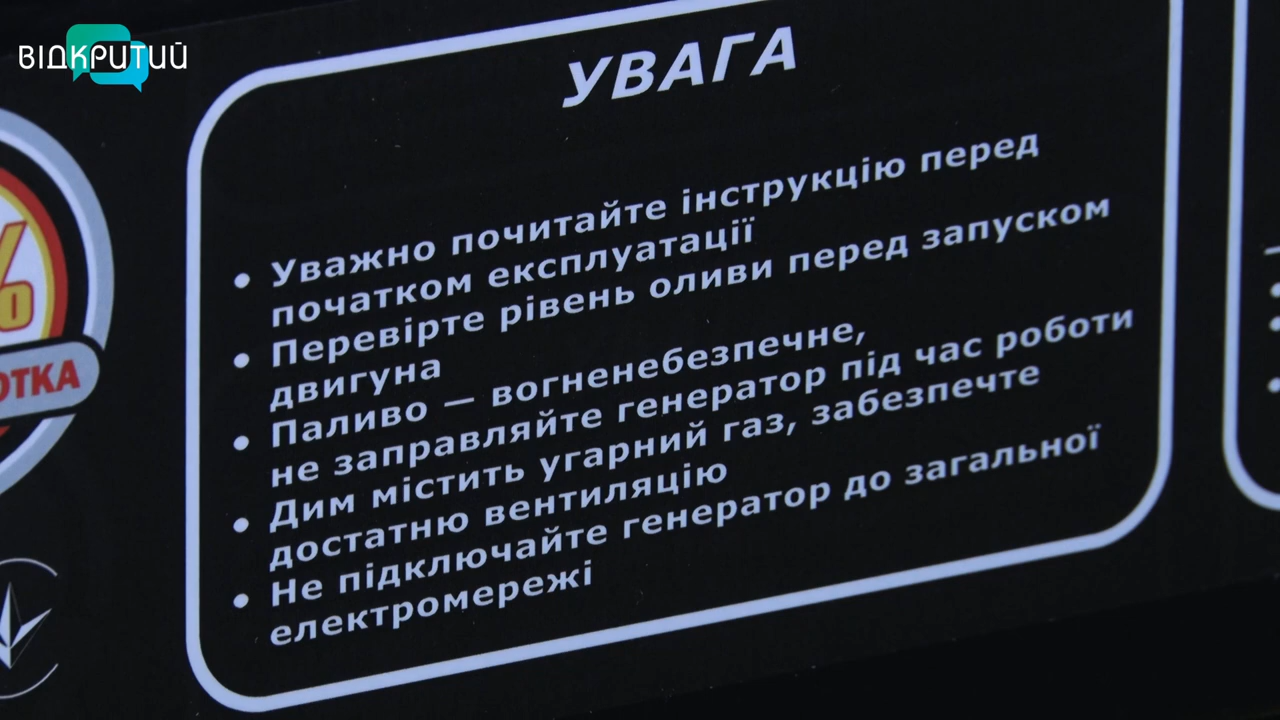 ВІДКРИТИЙ
УВАГА
• Уважно почитайте інструкцію перед
початком експлуатації
• Перевірте рівень оливи перед запуском
двигуна
• Паливо — вогненебезпечне,
не заправляйте генератор під час роботи
• Дим містить угарний газ, забезпечте
достатню вентиляцію
• Не підключайте генератор до загальної
електромережі
%